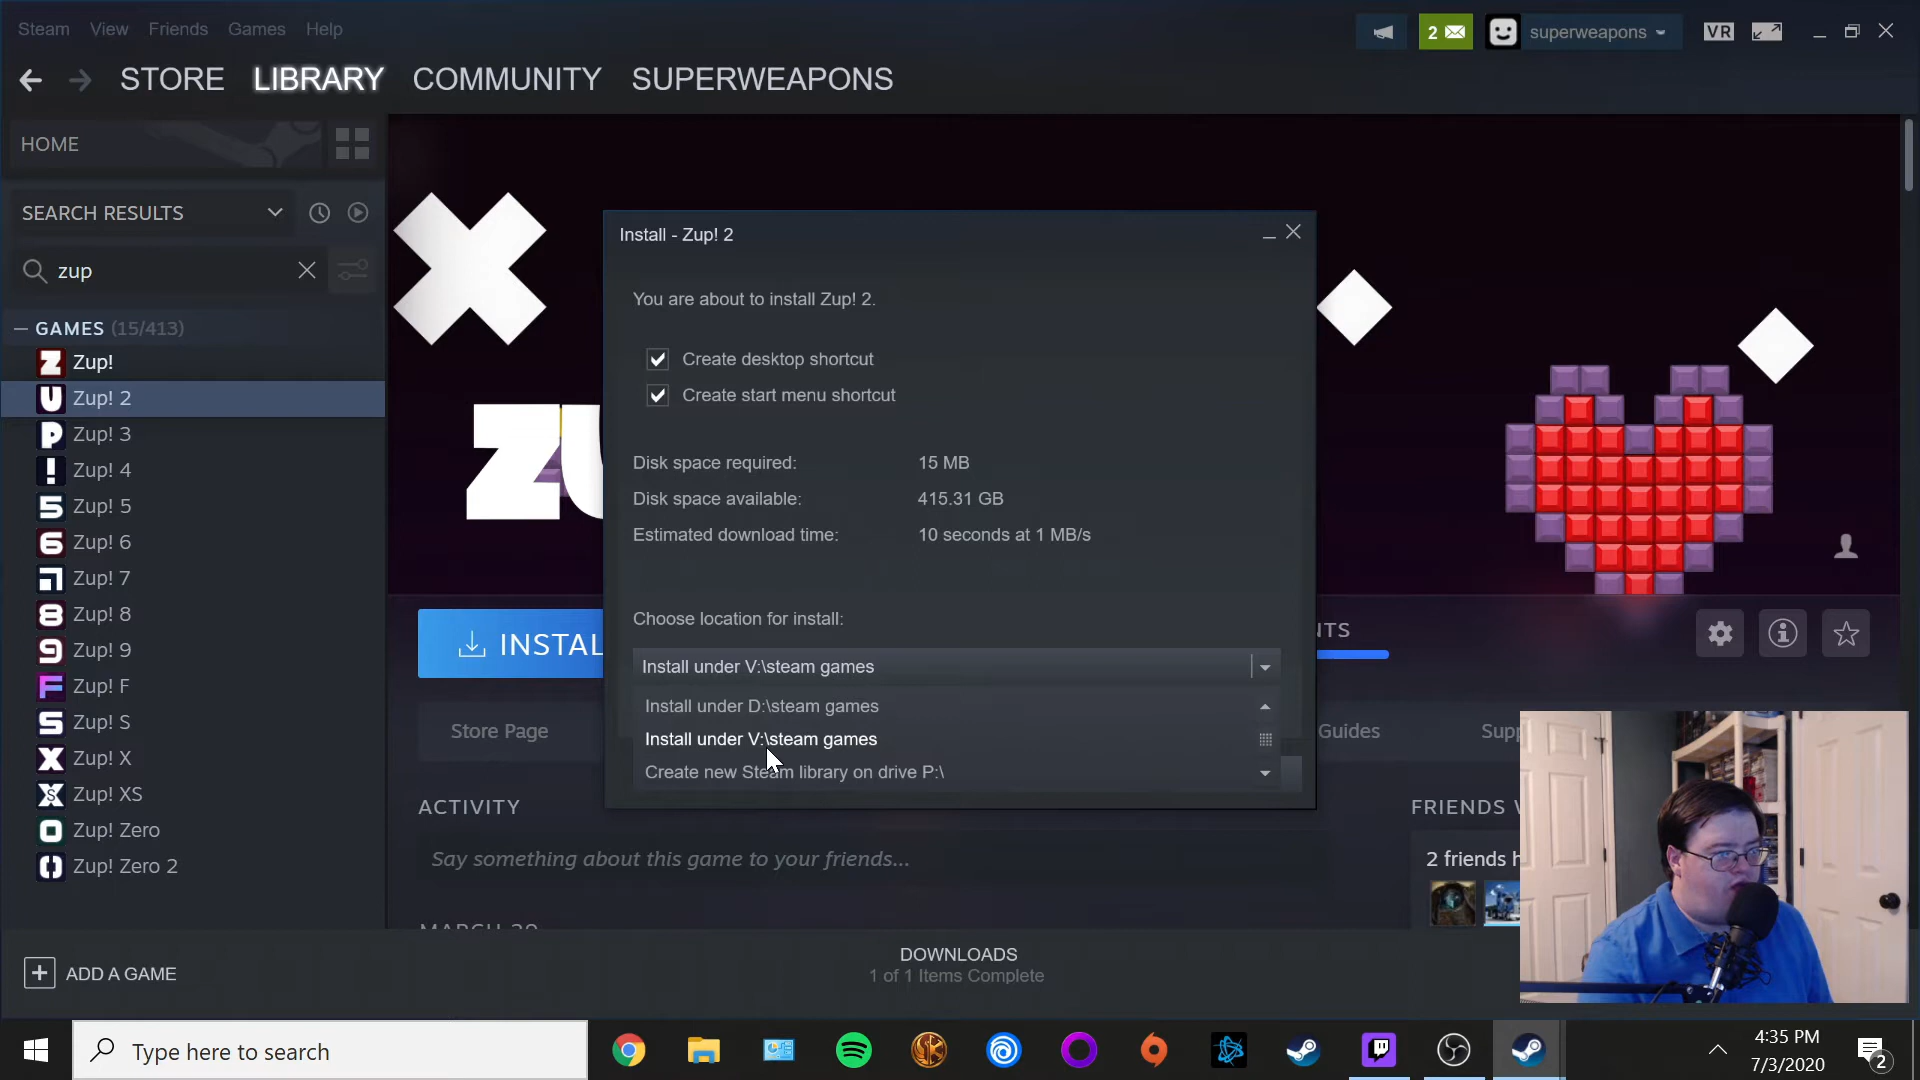 Steam View Friends Games Help
2 superweapons VR
STORE LIBRARY COMMUNITY SUPERWEAPONS
HOME
SEARCH RESULTS
zup
GAMES (15/413)
Zup!
Zup! 2
Zup! 3
Zup! 4
Zup! 5
Zup! 6
Zup! 7
Zup! 8
Zup! 9
Zup! F
Zup! S
Zup! X
Zup! XS
Zup! Zero
Zup! Zero 2
Install - Zup! 2
You are about to install Zup! 2.
Create desktop shortcut
Create start menu shortcut
Disk space required: 15 MB
Disk space available: 415.31 GB
Estimated download time: 10 seconds at 1 MB/s
Choose location for install:
Install under V:\steam games
Install under D:\steam games
Install under V:\steam games
Create new Steam library on drive P:\
ZU
INSTAL
NTS
Store Page
Guides
Supp
ACTIVITY
Say something about this game to your friends...
FRIENDS
2 friends h
ADD A GAME
DOWNLOADS
1 of 1 Items Complete
Type here to search
4:35 PM
7/3/2020
2